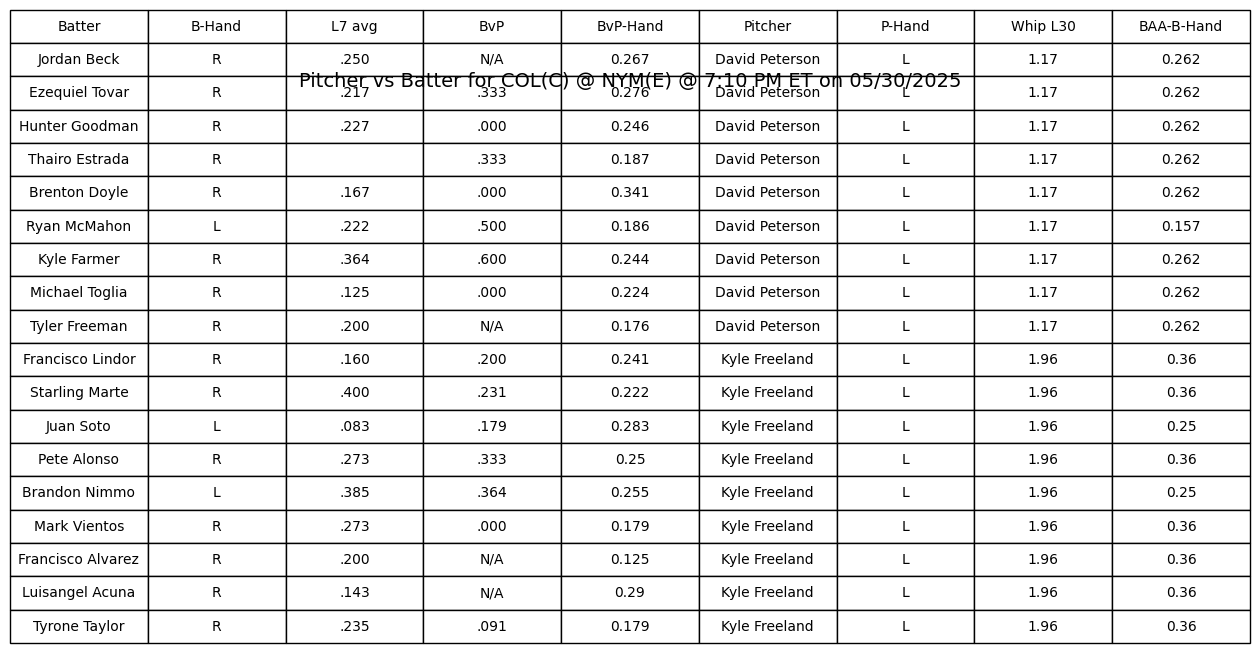 Batter B-Hand L7 avg BvP BvP-Hand Pitcher P-Hand Whip L30 BAA-B-Hand
Jordan Beck R .250 N/A 0.267 David Peterson L 1.17 0.262
Pitcher vs Batter for COL(C) @ NYM(E) @ 7:10 PM ET on 05/30/2025
Ezequiel Tovar R .217 .333 0.276 David Peterson L 1.17 0.262
Hunter Goodman R .227 .000 0.246 David Peterson L 1.17 0.262
Thairo Estrada R .333 0.187 David Peterson L 1.17 0.262
Brenton Doyle R .167 .000 0.341 David Peterson L 1.17 0.262
Ryan McMahon L .222 .500 0.186 David Peterson L 1.17 0.157
Kyle Farmer R .364 .600 0.244 David Peterson L 1.17 0.262
Michael Toglia R .125 .000 0.224 David Peterson L 1.17 0.262
Tyler Freeman R .200 N/A 0.176 David Peterson L 1.17 0.262
Francisco Lindor R .160 .200 0.241 Kyle Freeland L 1.96 0.36
Starling Marte R .400 .231 0.222 Kyle Freeland L 1.96 0.36
Juan Soto L .083 .179 0.283 Kyle Freeland L 1.96 0.25
Pete Alonso R .273 .333 0.25 Kyle Freeland L 1.96 0.36
Brandon Nimmo L .385 .364 0.255 Kyle Freeland L 1.96 0.25
Mark Vientos R .273 .000 0.179 Kyle Freeland L 1.96 0.36
Francisco Alvarez R .200 N/A 0.125 Kyle Freeland L 1.96 0.36
Luisangel Acuna R .143 N/A 0.29 Kyle Freeland L 1.96 0.36
Tyrone Taylor R .235 .091 0.179 Kyle Freeland L 1.96 0.36